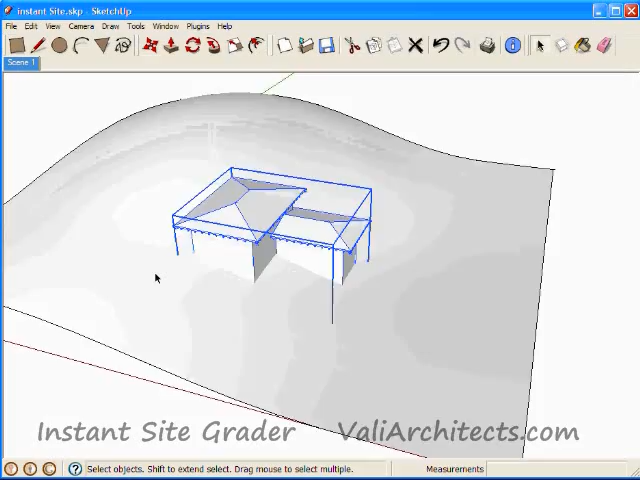 instant Site.skp - SketchUp
File Edit View Camera Draw Tools Window Plugins Help
Scene 1
Instant Site Grader ValiArchitects.com
Select objects. Shift to extend select. Drag mouse to select multiple. Measurements